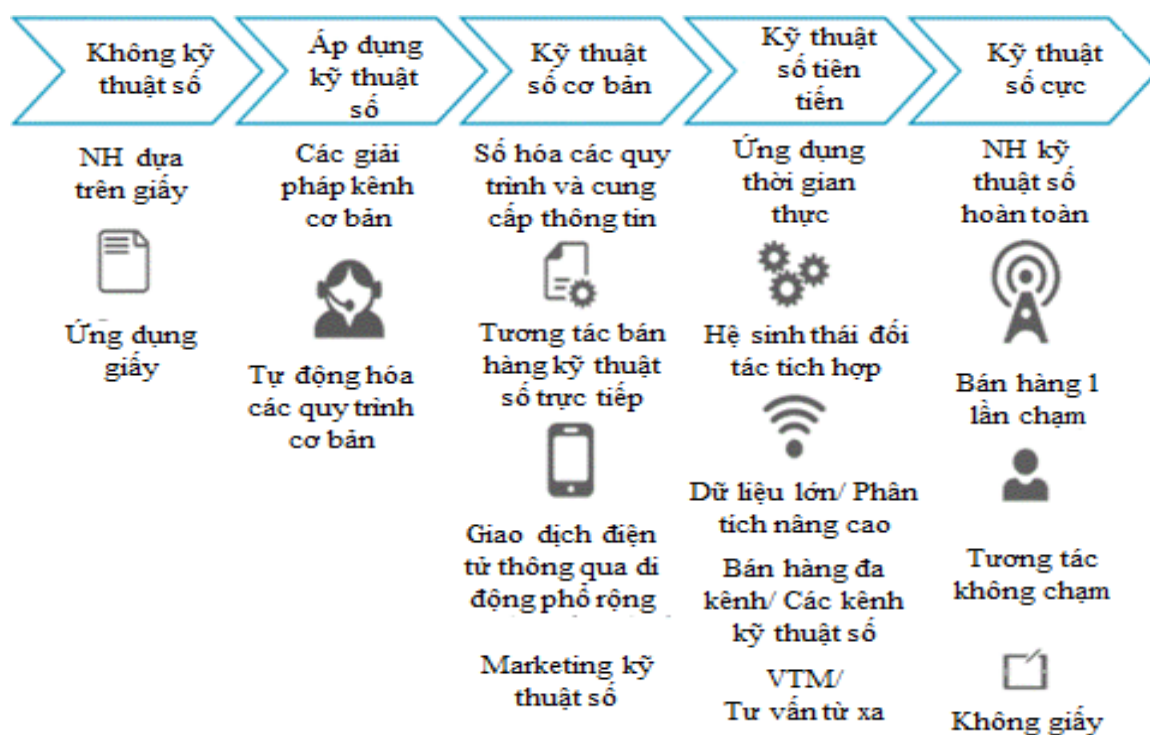 Không kỹ
thuật số
Áp dụng
kỹ thuật
số
Kỹ thuật
số cơ bản
Kỹ thuật
số tiên
tiến
Kỹ thuật
số cực
NH dựa
trên giấy
Ứng dụng
giấy
Các giải
pháp kênh
cơ bản
Tự động hóa
các quy trình
cơ bản
Số hóa các quy
trình và cung
cấp thông tin
Tương tác bán
hàng kỹ thuật
số trực tiếp
Giao dịch điện
tử thông qua di
động phổ rộng
Marketing kỹ
thuật số
Ứng dụng
thời gian
thực
Hệ sinh thái đối
tác tích hợp
Dữ liệu lớn/ Phân
tích nâng cao
Bán hàng đa
kênh/ Các kênh
kỹ thuật số
VTM/
Tư vấn từ xa
NH kỹ
thuật số
hoàn toàn
Bán hàng 1
lần chạm
Tương tác
không chạm
Không giấy